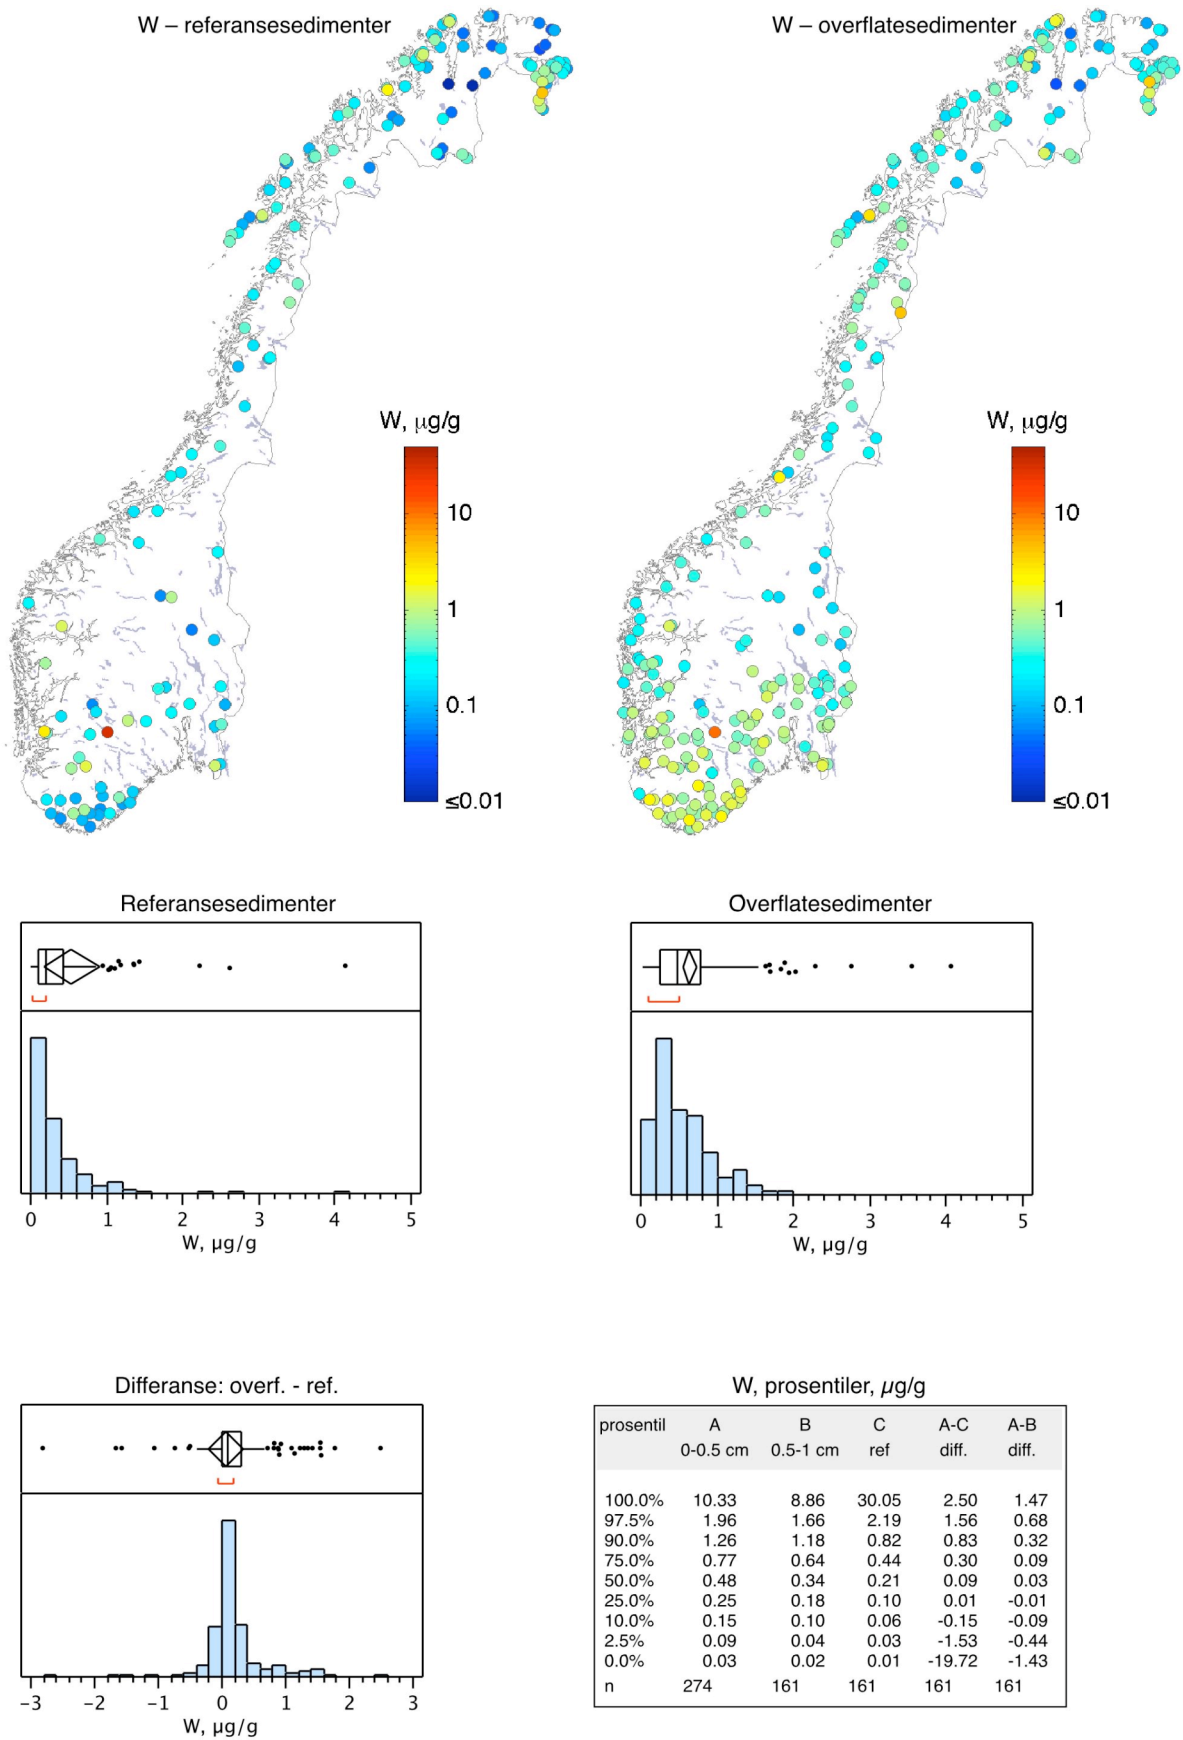 W – referansesedimenter
W – overflatesedimenter
W, μg/g
10
1
0.1
≤0.01
W, μg/g
10
1
0.1
≤0.01
Referansesedimenter
0 1 2 3 4 5
W, μg/g
Overflatesedimenter
0 1 2 3 4 5
W, μg/g
Differanse: overf. - ref.
−3 −2 −1 0 1 2 3
W, μg/g
W, prosentiler, μg/g
prosentil A B C A-C A-B
0-0.5 cm 0.5-1 cm ref diff. diff.
100.0% 10.33 8.86 30.05 2.50 1.47
97.5% 1.96 1.66 2.19 1.56 0.68
90.0% 1.26 1.18 0.82 0.83 0.32
75.0% 0.77 0.64 0.44 0.30 0.09
50.0% 0.48 0.34 0.21 0.09 0.03
25.0% 0.25 0.18 0.10 0.01 -0.01
10.0% 0.15 0.10 0.06 -0.15 -0.09
2.5% 0.09 0.04 0.03 -1.53 -0.44
0.0% 0.03 0.02 0.01 -19.72 -1.43
n 274 161 161 161 161